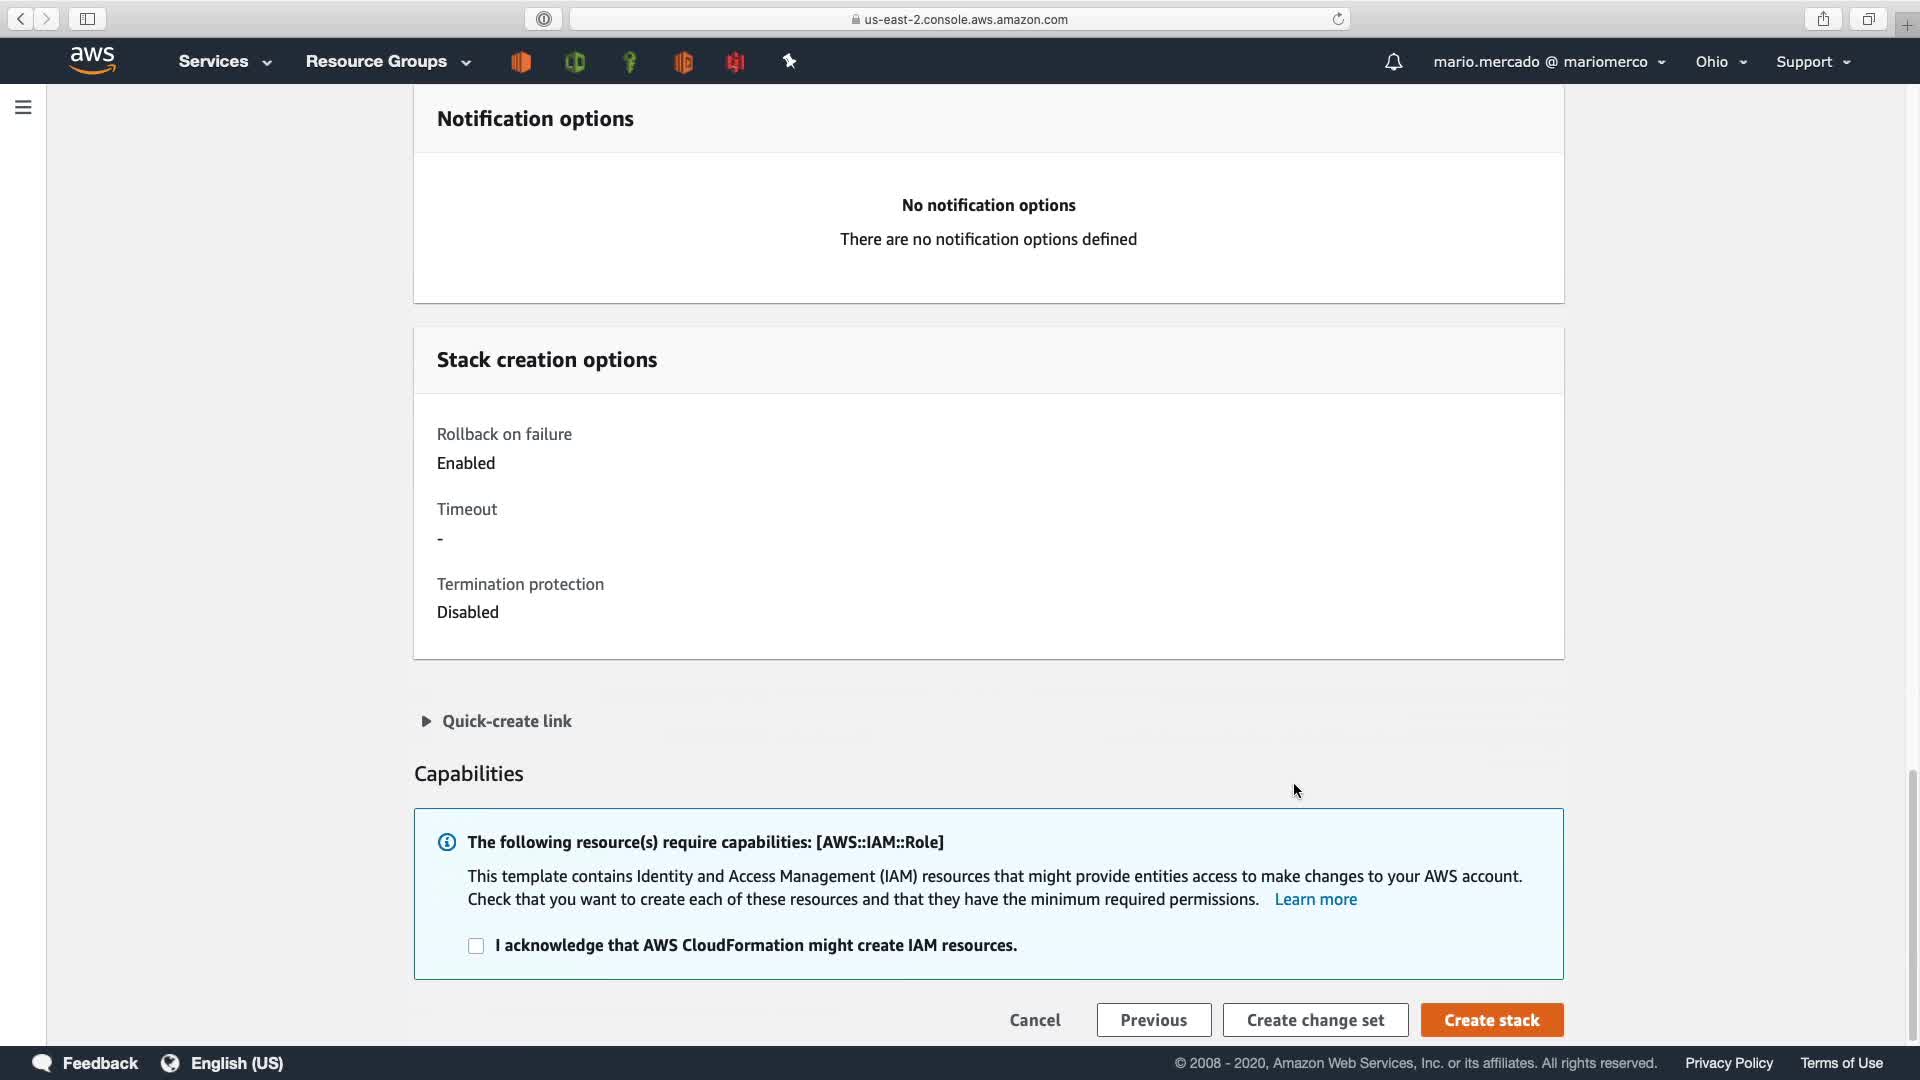 us-east-2.console.aws.amazon.com
aws
Services
Resource Groups
mario.mercado @ mariomerco
Ohio
Support
Notification options
No notification options
There are no notification options defined
Stack creation options
Rollback on failure
Enabled
Timeout
-
Termination protection
Disabled
Quick-create link
Capabilities
The following resource(s) require capabilities: [AWS::IAM::Role]
This template contains Identity and Access Management (IAM) resources that might provide entities access to make changes to your AWS account.
Check that you want to create each of these resources and that they have the minimum required permissions. Learn more
I acknowledge that AWS CloudFormation might create IAM resources.
Cancel
Previous
Create change set
Create stack
Feedback
English (US)
© 2008 - 2020, Amazon Web Services, Inc. or its affiliates. All rights reserved.
Privacy Policy
Terms of Use